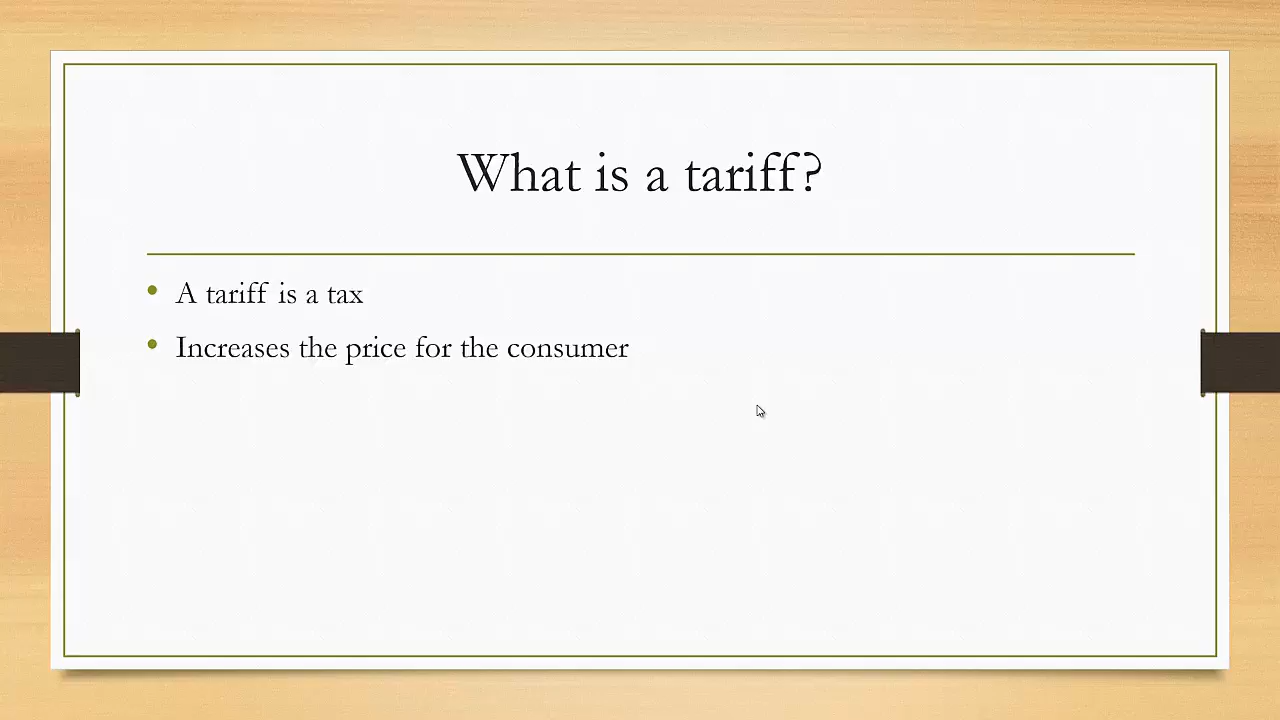 What is a tariff?
• A tariff is a tax
• Increases the price for the consumer